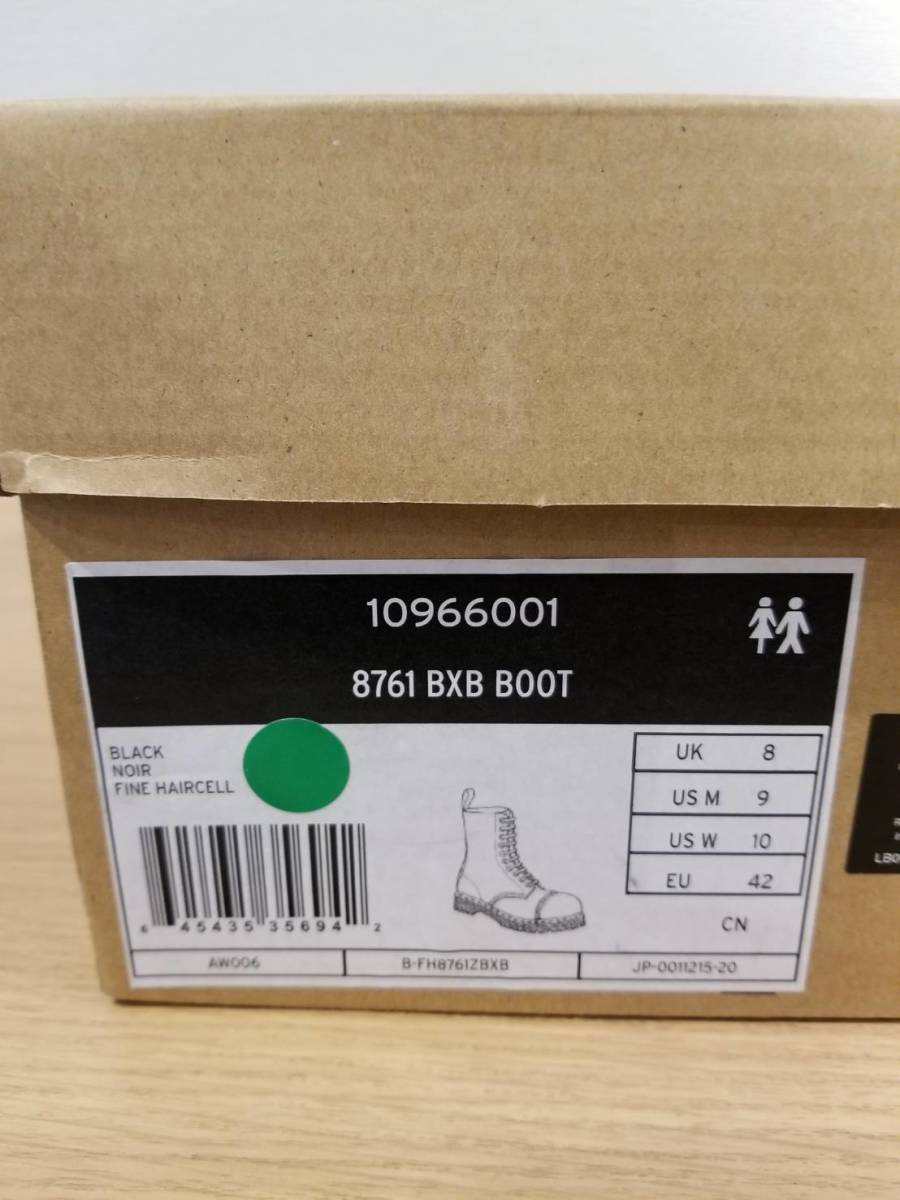 10966001
8761 BXB BOOT
BLACK
NOIR
FINE HAIRCELL
UK 8
US M 9
US W 10
EU 42
CN
6 45435 35694 2
AW006
B-FH8761ZBXB
JP-0011215-20
LB0